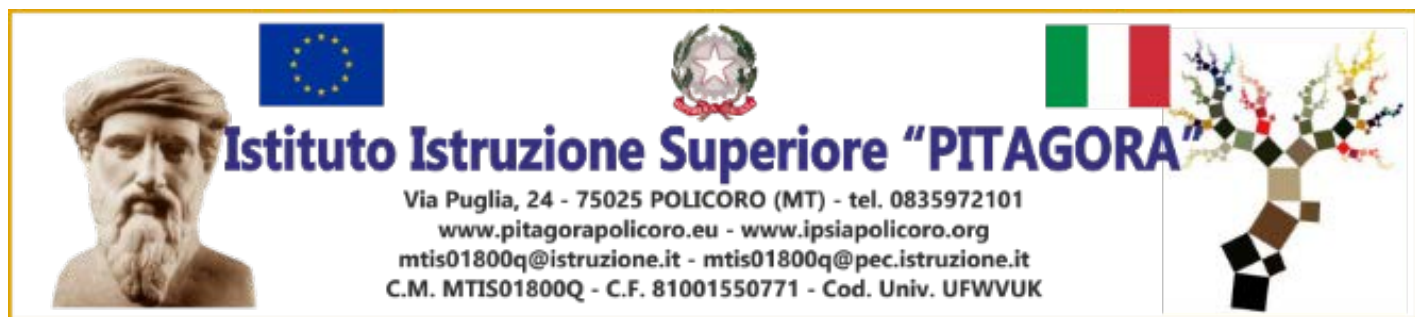 Istituto Istruzione Superiore “PITAGORA”
Via Puglia, 24 - 75025 POLICORO (MT) - tel. 0835972101
www.pitagorapolicoro.eu - www.ipsiapolicoro.org
mtis01800q@istruzione.it - mtis01800q@pec.istruzione.it
C.M. MTIS01800Q - C.F. 81001550771 - Cod. Univ. UFWVUK